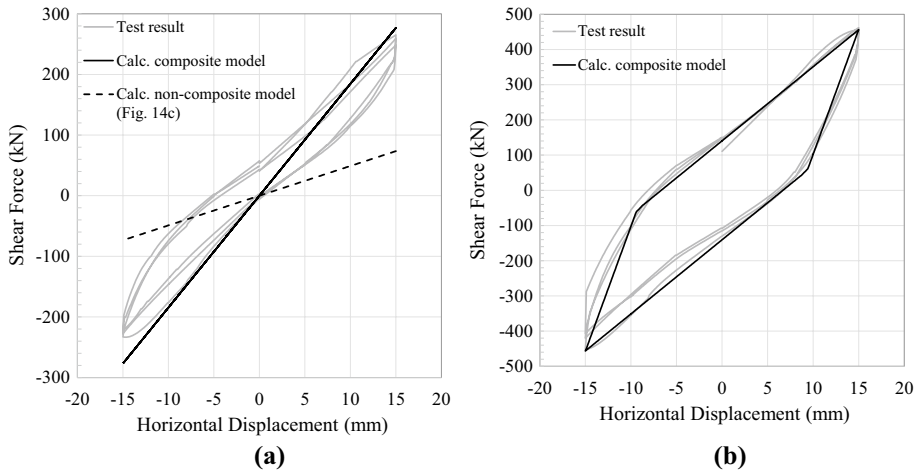 300
200
100
0
-100
-200
-300
Shear Force (kN)
Test result
Calc. composite model
Calc. non-composite model
(Fig. 14c)
-20 -15 -10 -5 0 5 10 15 20
Horizontal Displacement (mm)
(a)
500
400
300
200
100
0
-100
-200
-300
-400
-500
Shear Force (kN)
Test result
Calc. composite model
-20 -15 -10 -5 0 5 10 15 20
Horizontal Displacement (mm)
(b)